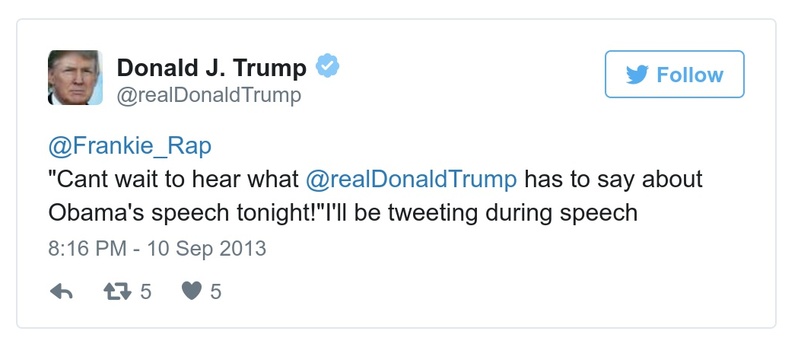 Donald J. Trump
@realDonaldTrump
Follow
@Frankie_Rap
"Cant wait to hear what @realDonaldTrump has to say about
Obama's speech tonight!"I'll be tweeting during speech
8:16 PM - 10 Sep 2013
5 5